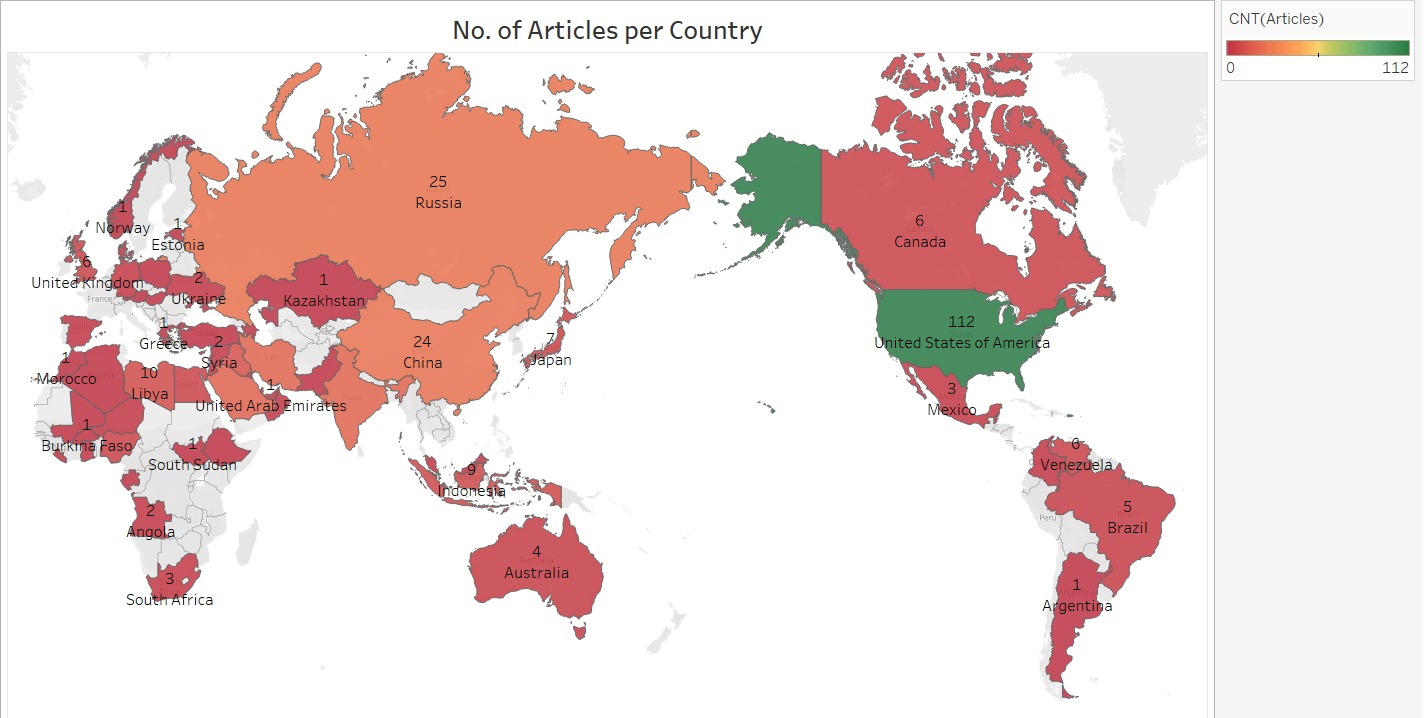 No. of Articles per Country
CNT(Articles)
0
112
25
Russia
1
Norway
1
Estonia
6
United Kingdom
6
Canada
2
Ukraine
1
Kazakhstan
France
112
United States of America
1
Greece
2
Syria
24
China
7
Japan
1
Morocco
10
Libya
Egypt
Iran
1
United Arab Emirates
India
3
Mexico
1
Burkina Faso
1
South Sudan
6
Venezuela
9
Indonesia
2
Angola
Peru
5
Brazil
4
Australia
3
South Africa
1
Argentina